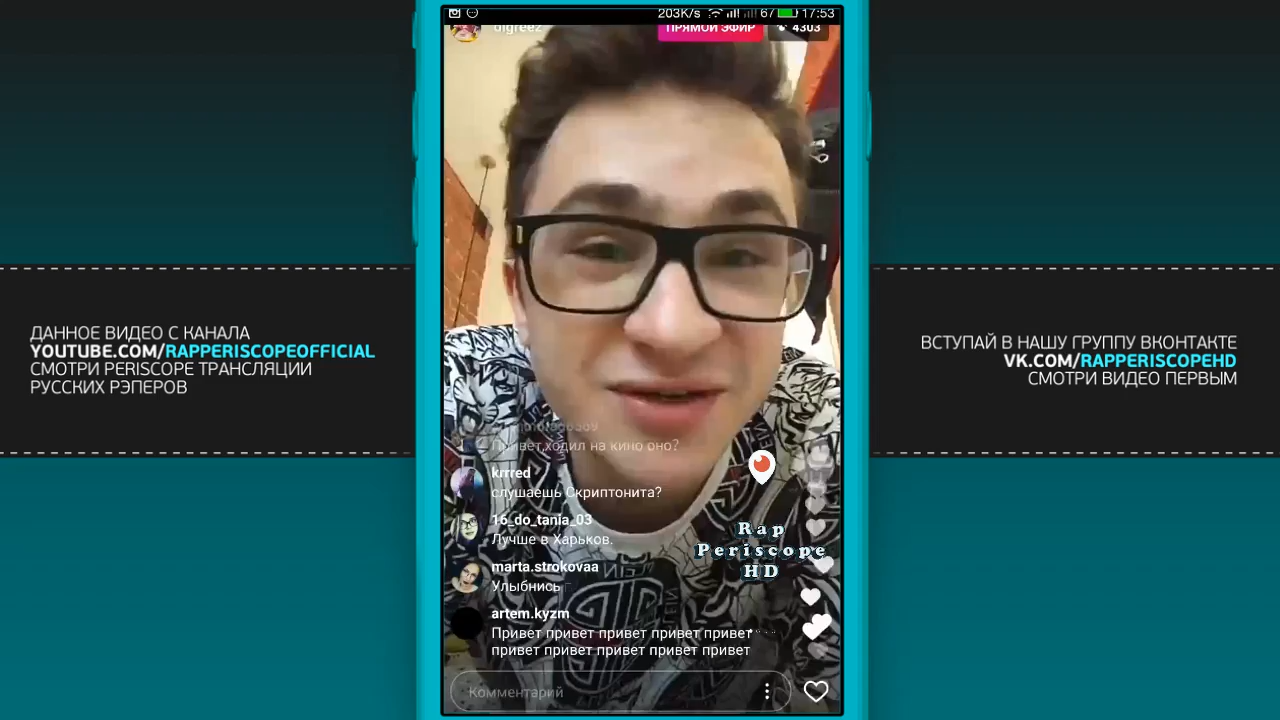 203K/s 67 17:53
ПРЯМОЙ ЭФИР
4303
ДАННОЕ ВИДЕО С КАНАЛА
YOUTUBE.COM/RAPPERISCOPEOFFICIAL
СМОТРИ PERISCOPE ТРАНСЛЯЦИИ
РУССКИХ РЭПЕРОВ
ВСТУПАЙ В НАШУ ГРУППУ ВКОНТАКТЕ
VK.COM/RAPPERISCOPEHD
СМОТРИ ВИДЕО ПЕРВЫМ
Привет,ходил на кино оно?
krrred
слушаешь Скриптонита?
16_do_tania_03
Лучше в Харьков.
marta.strokovaa
Улыбнись
artem.kyzm
Привет привет привет привет привет
привет привет привет привет привет
Rap
Periscope
HD
Комментарий